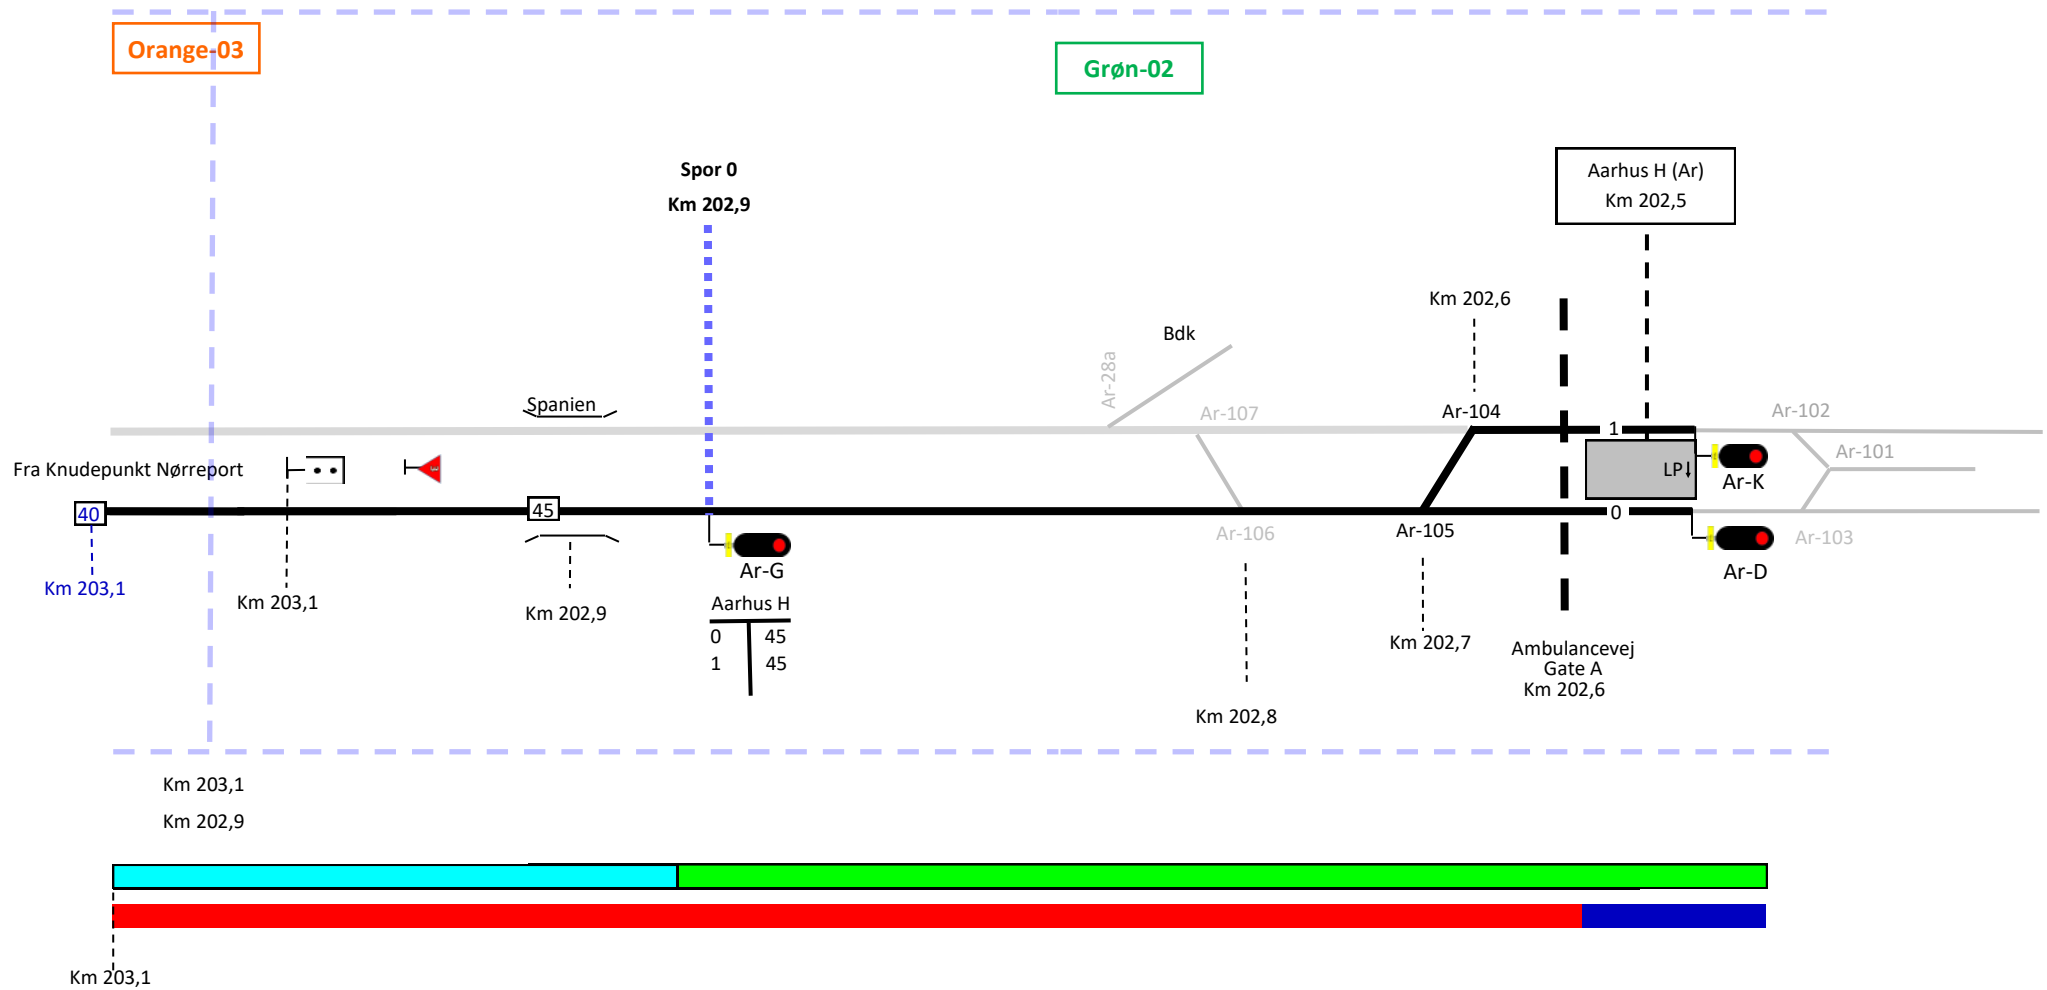 Orange-03
Grøn-02
Spor 0
Km 202,9
Aarhus H (Ar)
Km 202,5
Km 202,6
Bdk
Ar-28a
Spanien
Ar-107
Ar-104
1
Ar-102
Fra Knudepunkt Nørreport
3
LP↓
Ar-K
Ar-101
40
45
0
Ar-G
Ar-106
Ar-105
Ar-D
Ar-103
Km 203,1
Km 203,1
Km 202,9
Aarhus H
0 45
1 45
Km 202,7
Ambulancevej
Gate A
Km 202,6
Km 202,8
Km 203,1
Km 202,9
Km 203,1